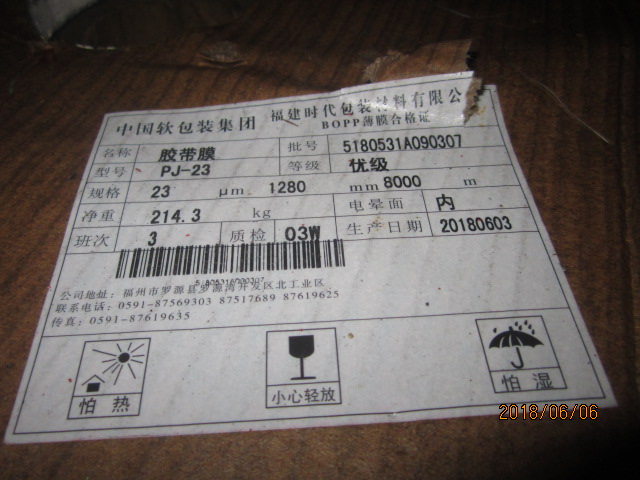 中国软包装集团 福建时代包装材料有限公
BOPP薄膜合格证
名称 胶带膜 批号 5180531A090307
型号 PJ-23 等级 优级
规格 23 μm 1280 mm 8000 m
净重 214.3 kg 电晕面 内
班次 3 质检 03W 生产日期 20180603
公司地址：福州市罗源县罗源湾开发区北工业区
联系电话：0591-87569303 87517689 87619625
传真：0591-87619635
怕热 小心轻放 怕湿
2018/06/06